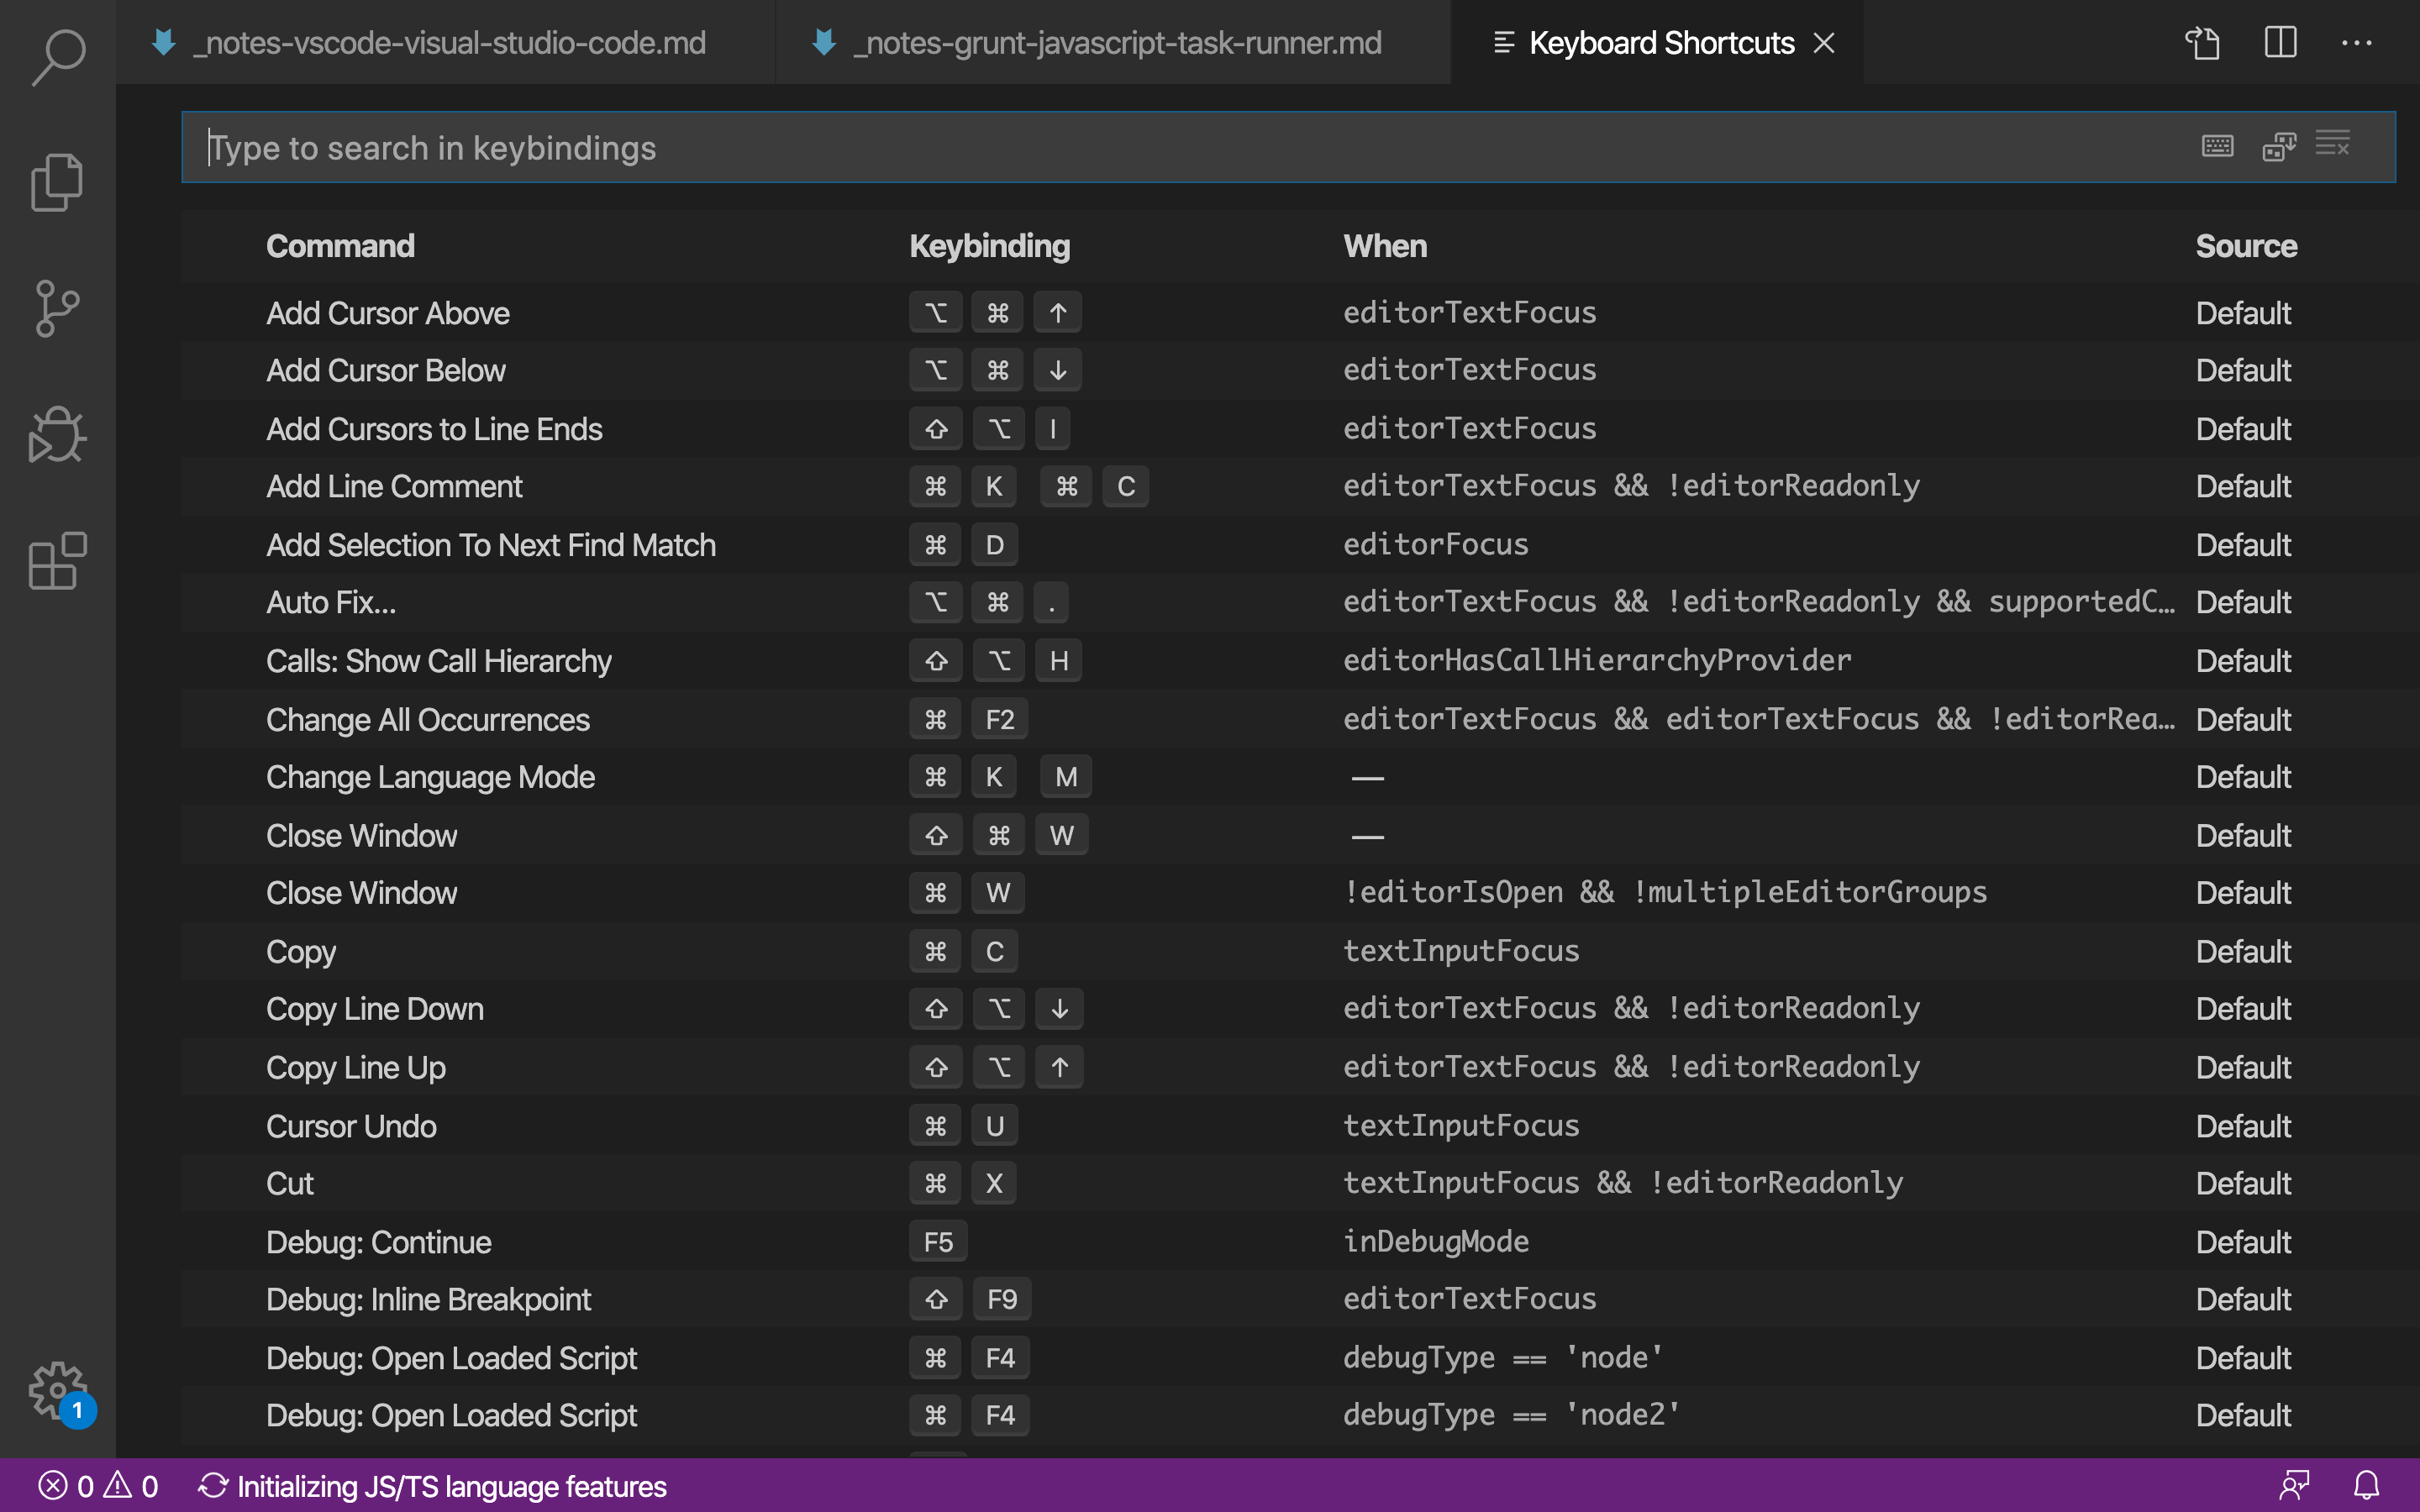 _notes-vscode-visual-studio-code.md _notes-grunt-javascript-task-runner.md Keyboard Shortcuts
Type to search in keybindings
Command Keybinding When Source
Add Cursor Above ⌥ ⌘ ↑ editorTextFocus Default
Add Cursor Below ⌥ ⌘ ↓ editorTextFocus Default
Add Cursors to Line Ends ⇧ ⌥ I editorTextFocus Default
Add Line Comment ⌘ K ⌘ C editorTextFocus && !editorReadonly Default
Add Selection To Next Find Match ⌘ D editorFocus Default
Auto Fix... ⌥ ⌘ . editorTextFocus && !editorReadonly && supportedC... Default
Calls: Show Call Hierarchy ⇧ ⌥ H editorHasCallHierarchyProvider Default
Change All Occurrences ⌘ F2 editorTextFocus && editorTextFocus && !editorRea... Default
Change Language Mode ⌘ K M — Default
Close Window ⇧ ⌘ W — Default
Close Window ⌘ W !editorIsOpen && !multipleEditorGroups Default
Copy ⌘ C textInputFocus Default
Copy Line Down ⇧ ⌥ ↓ editorTextFocus && !editorReadonly Default
Copy Line Up ⇧ ⌥ ↑ editorTextFocus && !editorReadonly Default
Cursor Undo ⌘ U textInputFocus Default
Cut ⌘ X textInputFocus && !editorReadonly Default
Debug: Continue F5 inDebugMode Default
Debug: Inline Breakpoint ⇧ F9 editorTextFocus Default
Debug: Open Loaded Script ⌘ F4 debugType == 'node' Default
Debug: Open Loaded Script ⌘ F4 debugType == 'node2' Default
1
0 0 Initializing JS/TS language features